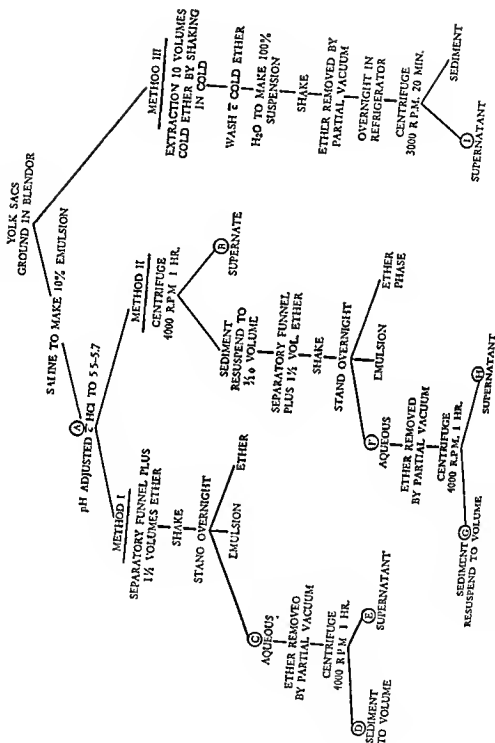 YOLK SACS
GROUND IN BLENDOR
SALINE TO MAKE 10% EMULSION
Ⓐ
pH ADJUSTED c̄ HCl TO 5.5-5.7
METHOD I
SEPARATORY FUNNEL PLUS
1½ VOLUMES ETHER
SHAKE
STAND OVERNIGHT
ETHER
EMULSION
Ⓒ
AQUEOUS
ETHER REMOVED
BY PARTIAL VACUUM
CENTRIFUGE
4000 R.P.M 1 HR.
Ⓔ
SUPERNATANT
Ⓓ
SEDIMENT
TO VOLUME
METHOD II
CENTRIFUGE
4000 R.P.M 1 HR.
Ⓑ
SUPERNATE
SEDIMENT
RESUSPEND TO
VOLUME
SEPARATORY FUNNEL
PLUS 1½ VOL. ETHER
SHAKE
STAND OVERNIGHT
ETHER
PHASE
EMULSION
Ⓕ
AQUEOUS
ETHER REMOVED
BY PARTIAL VACUUM
CENTRIFUGE
4000 R.P.M. 1 HR.
Ⓗ
SUPERNATANT
SEDIMENT Ⓖ
RESUSPEND TO VOLUME
METHOD III
EXTRACTION 10 VOLUMES
COLD ETHER BY SHAKING
IN COLD
WASH c̄ COLD ETHER
H₂O TO MAKE 100%
SUSPENSION
SHAKE
ETHER REMOVED BY
PARTIAL VACUUM
OVERNIGHT IN
REFRIGERATOR
CENTRIFUGE
3000 R.P.M. 20 MIN.
SEDIMENT
Ⓘ
SUPERNATANT